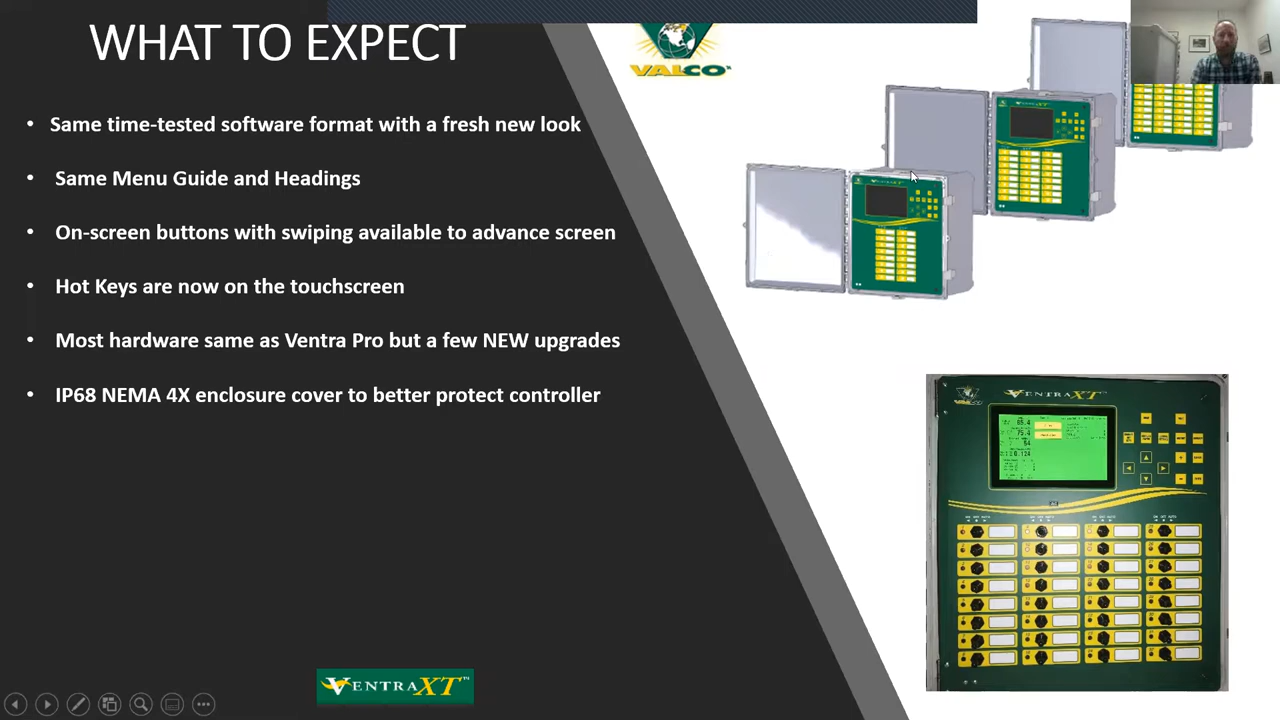 WHAT TO EXPECT
VALCO
• Same time-tested software format with a fresh new look
• Same Menu Guide and Headings
• On-screen buttons with swiping available to advance screen
• Hot Keys are now on the touchscreen
• Most hardware same as Ventra Pro but a few NEW upgrades
• IP68 NEMA 4X enclosure cover to better protect controller
VENTRA XT
VENTRA XT™